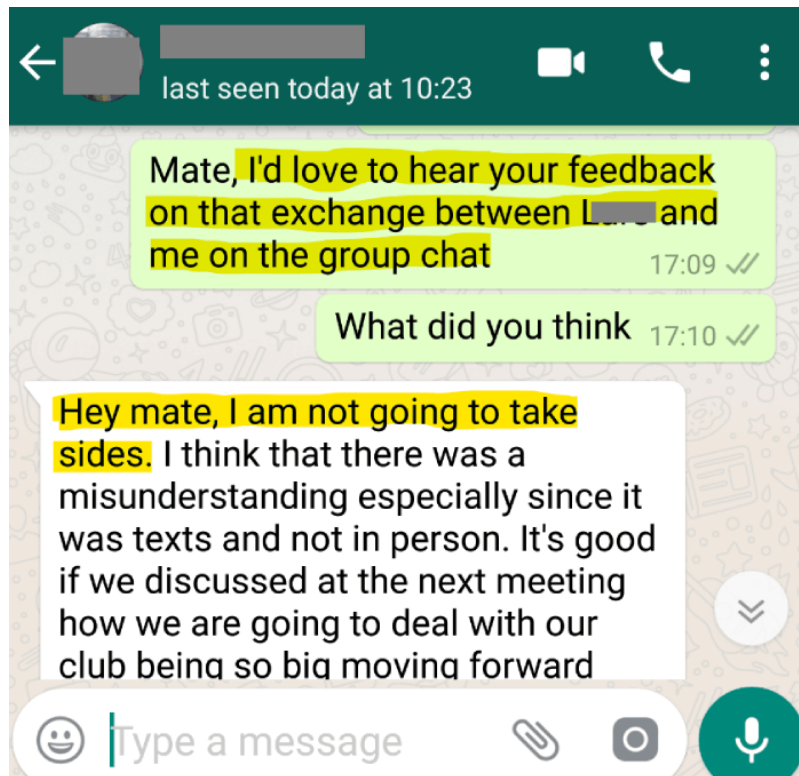 last seen today at 10:23
Mate, I'd love to hear your feedback
on that exchange between and
me on the group chat
17:09
What did you think 17:10
Hey mate, I am not going to take
sides. I think that there was a
misunderstanding especially since it
was texts and not in person. It's good
if we discussed at the next meeting
how we are going to deal with our
club being so big moving forward
Type a message